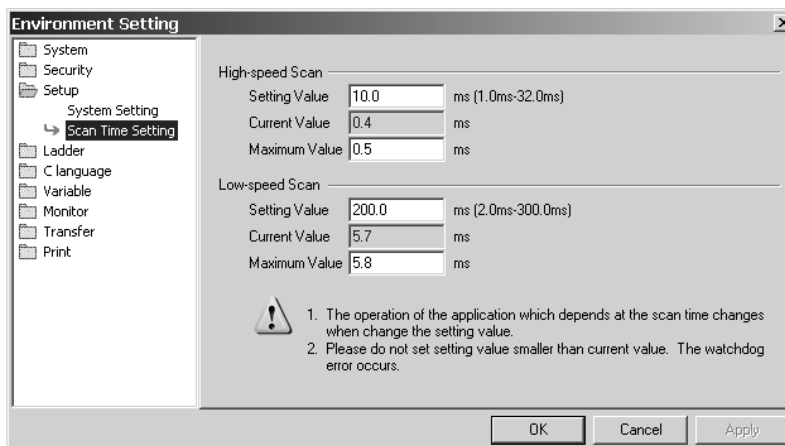 Environment Setting
System
Security
Setup
System Setting
Scan Time Setting
Ladder
C language
Variable
Monitor
Transfer
Print
High-speed Scan
Setting Value 10.0 ms (1.0ms-32.0ms)
Current Value 0.4 ms
Maximum Value 0.5 ms
Low-speed Scan
Setting Value 200.0 ms (2.0ms-300.0ms)
Current Value 5.7 ms
Maximum Value 5.8 ms
1. The operation of the application which depends at the scan time changes
when change the setting value.
2. Please do not set setting value smaller than current value. The watchdog
error occurs.
OK Cancel Apply